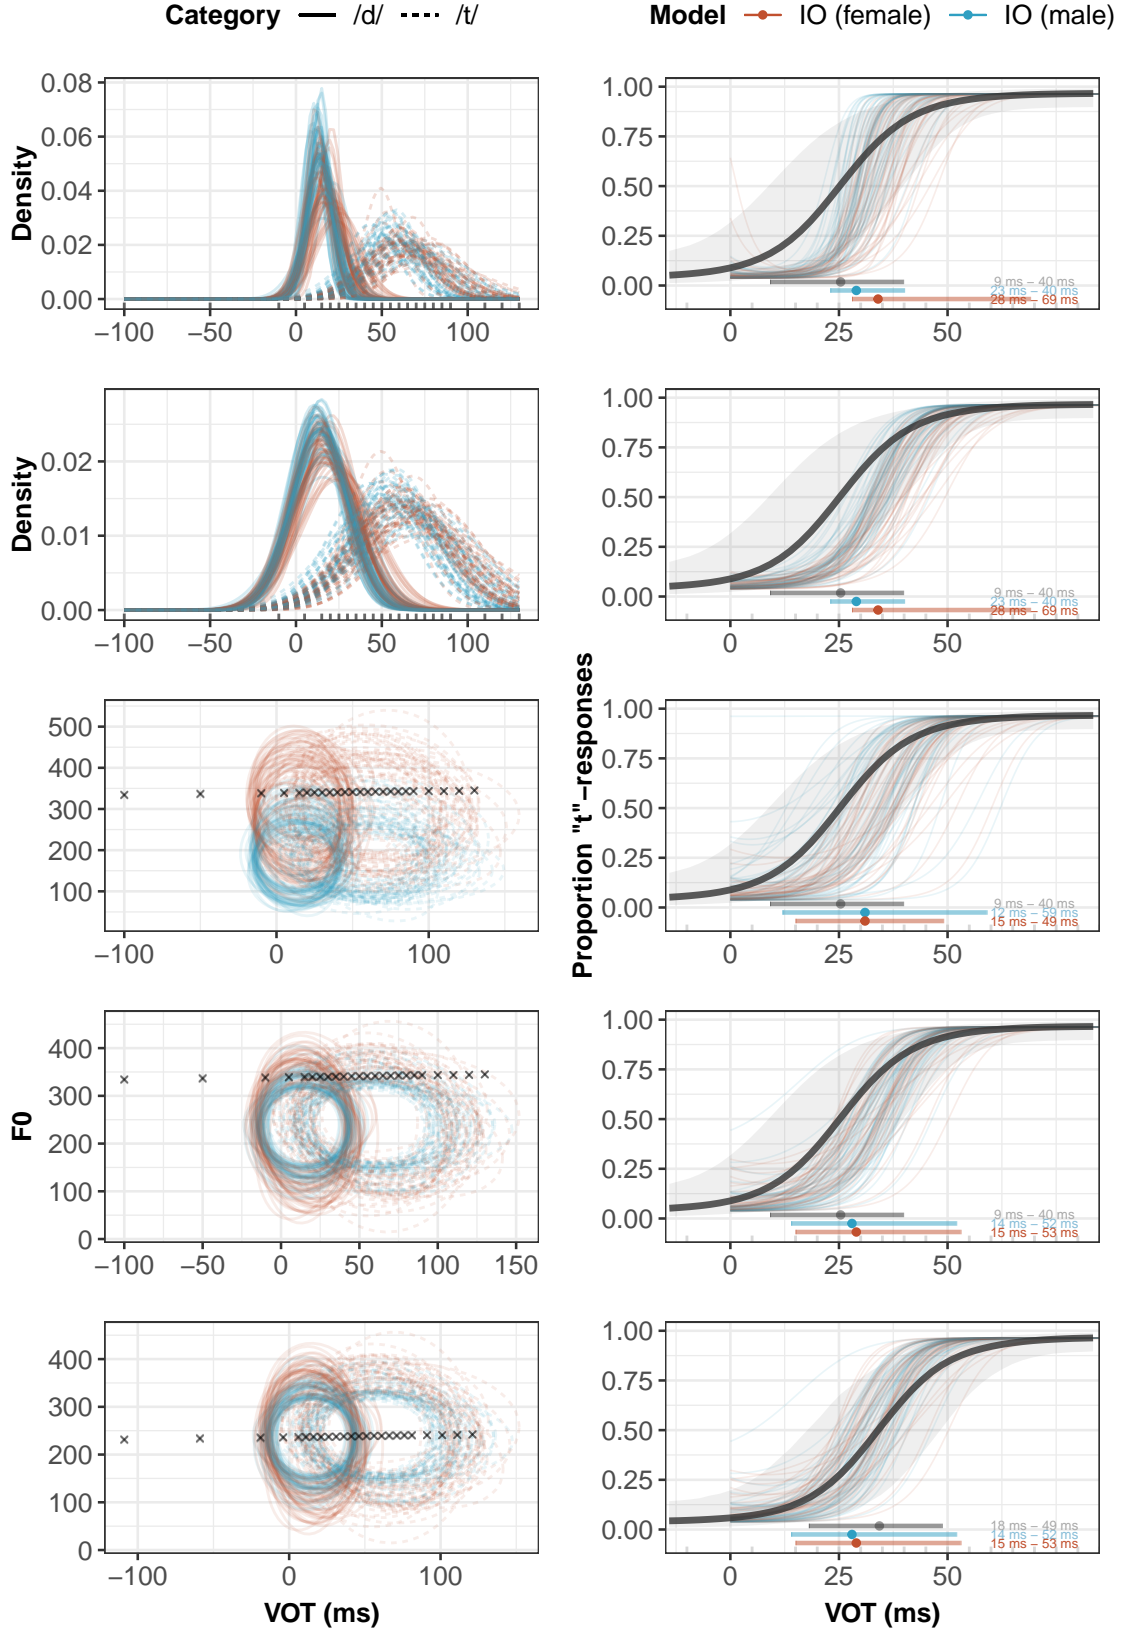 Category /d/ /t/ Model IO (female) IO (male)
Density
0.08
0.06
0.04
0.02
0.00
−100 −50 0 50 100
1.00
0.75
0.50
0.25
0.00
9 ms − 40 ms
23 ms − 40 ms
28 ms − 69 ms
0 25 50
Density
0.02
0.01
0.00
−100 −50 0 50 100
1.00
0.75
0.50
0.25
0.00
9 ms − 40 ms
23 ms − 40 ms
28 ms − 69 ms
0 25 50
500
400
300
200
100
−100 0 100
Proportion "t"−responses
1.00
0.75
0.50
0.25
0.00
9 ms − 40 ms
12 ms − 59 ms
15 ms − 49 ms
0 25 50
F0
400
300
200
100
0
−100 −50 0 50 100 150
1.00
0.75
0.50
0.25
0.00
9 ms − 40 ms
14 ms − 52 ms
15 ms − 53 ms
0 25 50
400
300
200
100
0
−100 0 100
VOT (ms)
1.00
0.75
0.50
0.25
0.00
18 ms − 49 ms
14 ms − 52 ms
15 ms − 53 ms
0 25 50
VOT (ms)